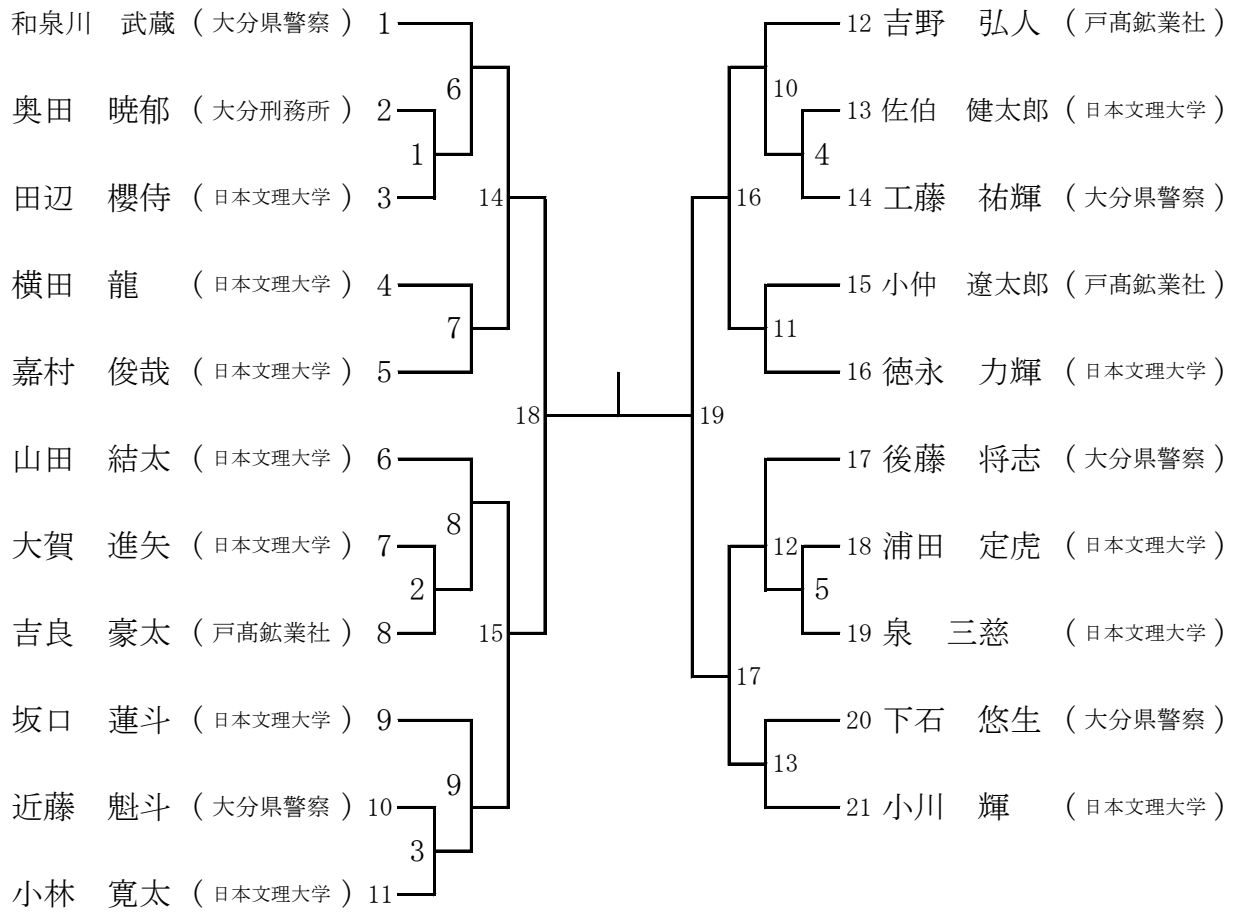 和泉川　武蔵 ( 大分県警察 ) 1
奥田　暁郁 ( 大分刑務所 ) 2
田辺　櫻侍 ( 日本文理大学 ) 3
横田　龍 ( 日本文理大学 ) 4
嘉村　俊哉 ( 日本文理大学 ) 5
山田　結太 ( 日本文理大学 ) 6
大賀　進矢 ( 日本文理大学 ) 7
吉良　豪太 ( 戸髙鉱業社 ) 8
坂口　蓮斗 ( 日本文理大学 ) 9
近藤　魁斗 ( 大分県警察 ) 10
小林　寛太 ( 日本文理大学 ) 11
6
1
14
7
18
8
2
15
9
3
12 吉野　弘人 ( 戸髙鉱業社 )
13 佐伯　健太郎 ( 日本文理大学 )
14 工藤　祐輝 ( 大分県警察 )
15 小仲　遼太郎 ( 戸髙鉱業社 )
16 徳永　力輝 ( 日本文理大学 )
17 後藤　将志 ( 大分県警察 )
18 浦田　定虎 ( 日本文理大学 )
19 泉　三慈 ( 日本文理大学 )
20 下石　悠生 ( 大分県警察 )
21 小川　輝 ( 日本文理大学 )
10
4
16
11
19
12
5
17
13